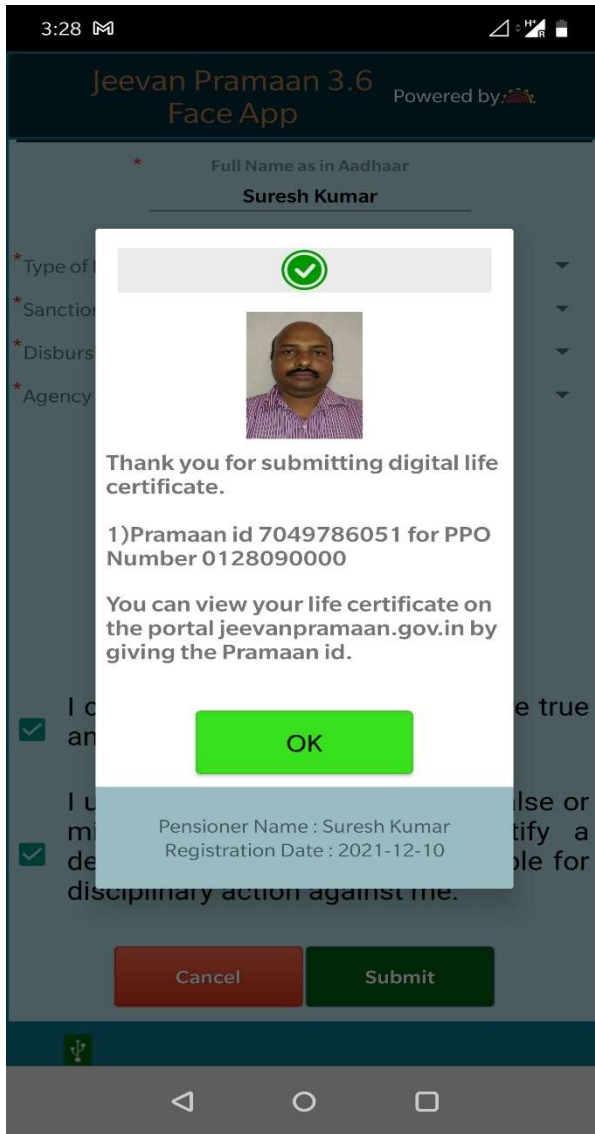 3:28
H+
R
Jeevan Pramaan 3.6
Face App
Powered by:
* Full Name as in Aadhaar
Suresh Kumar
*Type of
*Sanction
*Disburs
*Agency
Thank you for submitting digital life
certificate.
1)Pramaan id 7049786051 for PPO
Number 0128090000
You can view your life certificate on
the portal jeevanpramaan.gov.in by
giving the Pramaan id.
OK
Pensioner Name : Suresh Kumar
Registration Date : 2021-12-10
I e true
an
I u lse or
mi tify a
de ble for
disciplinary action against me.
Cancel
Submit